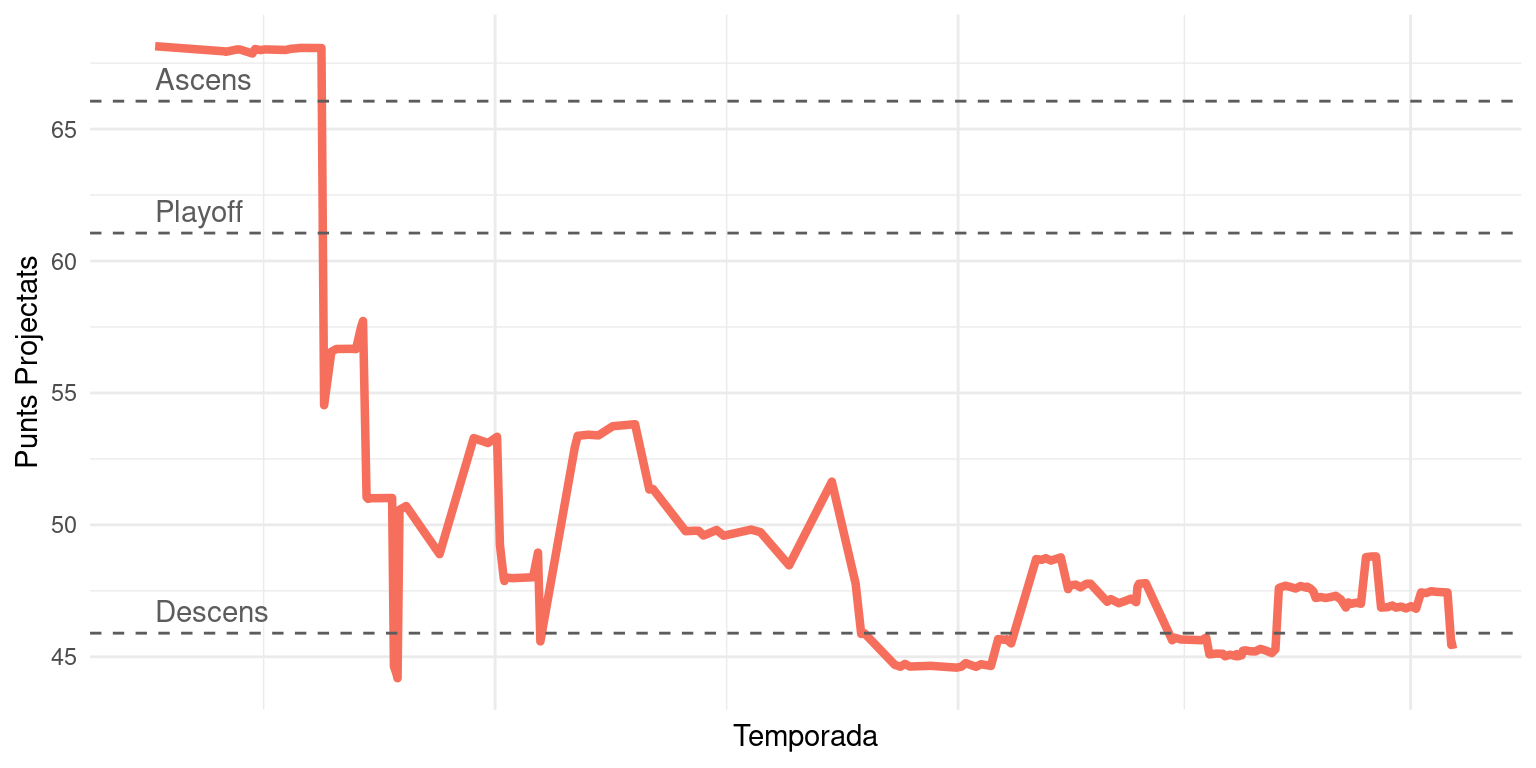 Ascens
65
Playoff
60
55
50
Descens
45
Punts Projectats
Temporada